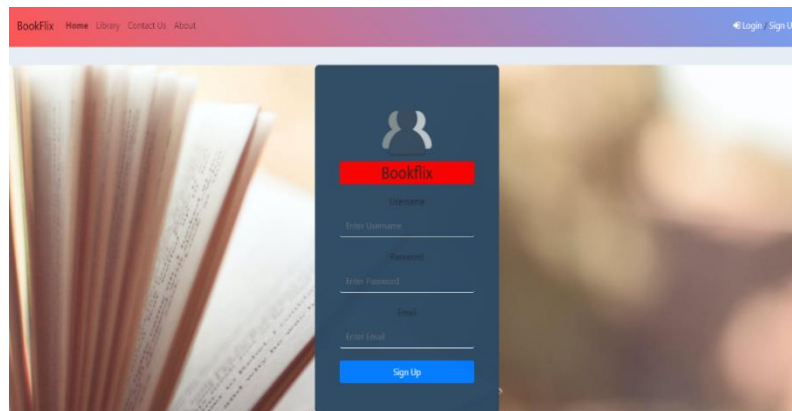 BookFlix Home Library Contact Us About
Login / Sign U
Bookflix
Username
Enter Username
Password
Enter Password
Email
Enter Email
Sign Up